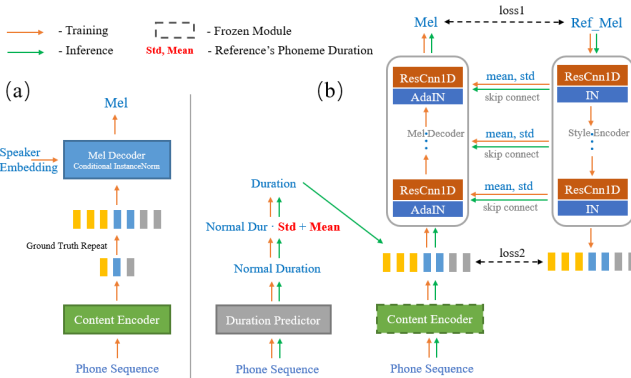 - Training
- Frozen Module
- Inference
Std, Mean
- Reference's Phoneme Duration
(a)
Mel
Speaker
Embedding
Mel Decoder
Conditional InstanceNorm
Ground Truth Repeat
Content Encoder
Phone Sequence
(b)
Mel
loss1
Ref_Mel
ResCnn1D
AdaIN
mean, std
skip connect
ResCnn1D
IN
Mel Decoder
mean, std
skip connect
Style Encoder
ResCnn1D
AdaIN
mean, std
skip connect
ResCnn1D
IN
Duration
Normal Dur · Std + Mean
Normal Duration
Duration Predictor
Phone Sequence
loss2
Content Encoder
Phone Sequence